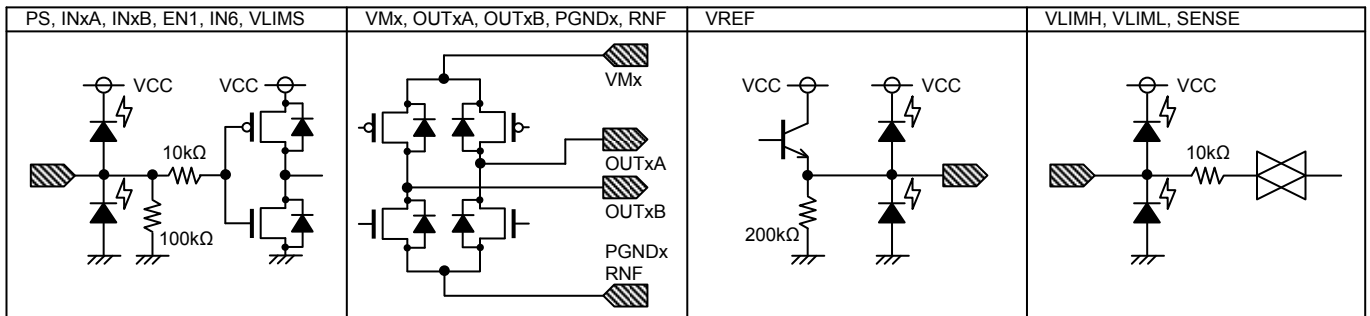 PS, INxA, INxB, EN1, IN6, VLIMS
VMx, OUTxA, OUTxB, PGNDx, RNF
VREF
VLIMH, VLIML, SENSE
VCC
VCC
10kΩ
100kΩ
VMx
OUTxA
OUTxB
PGNDx
RNF
VCC
VCC
200kΩ
VCC
10kΩ